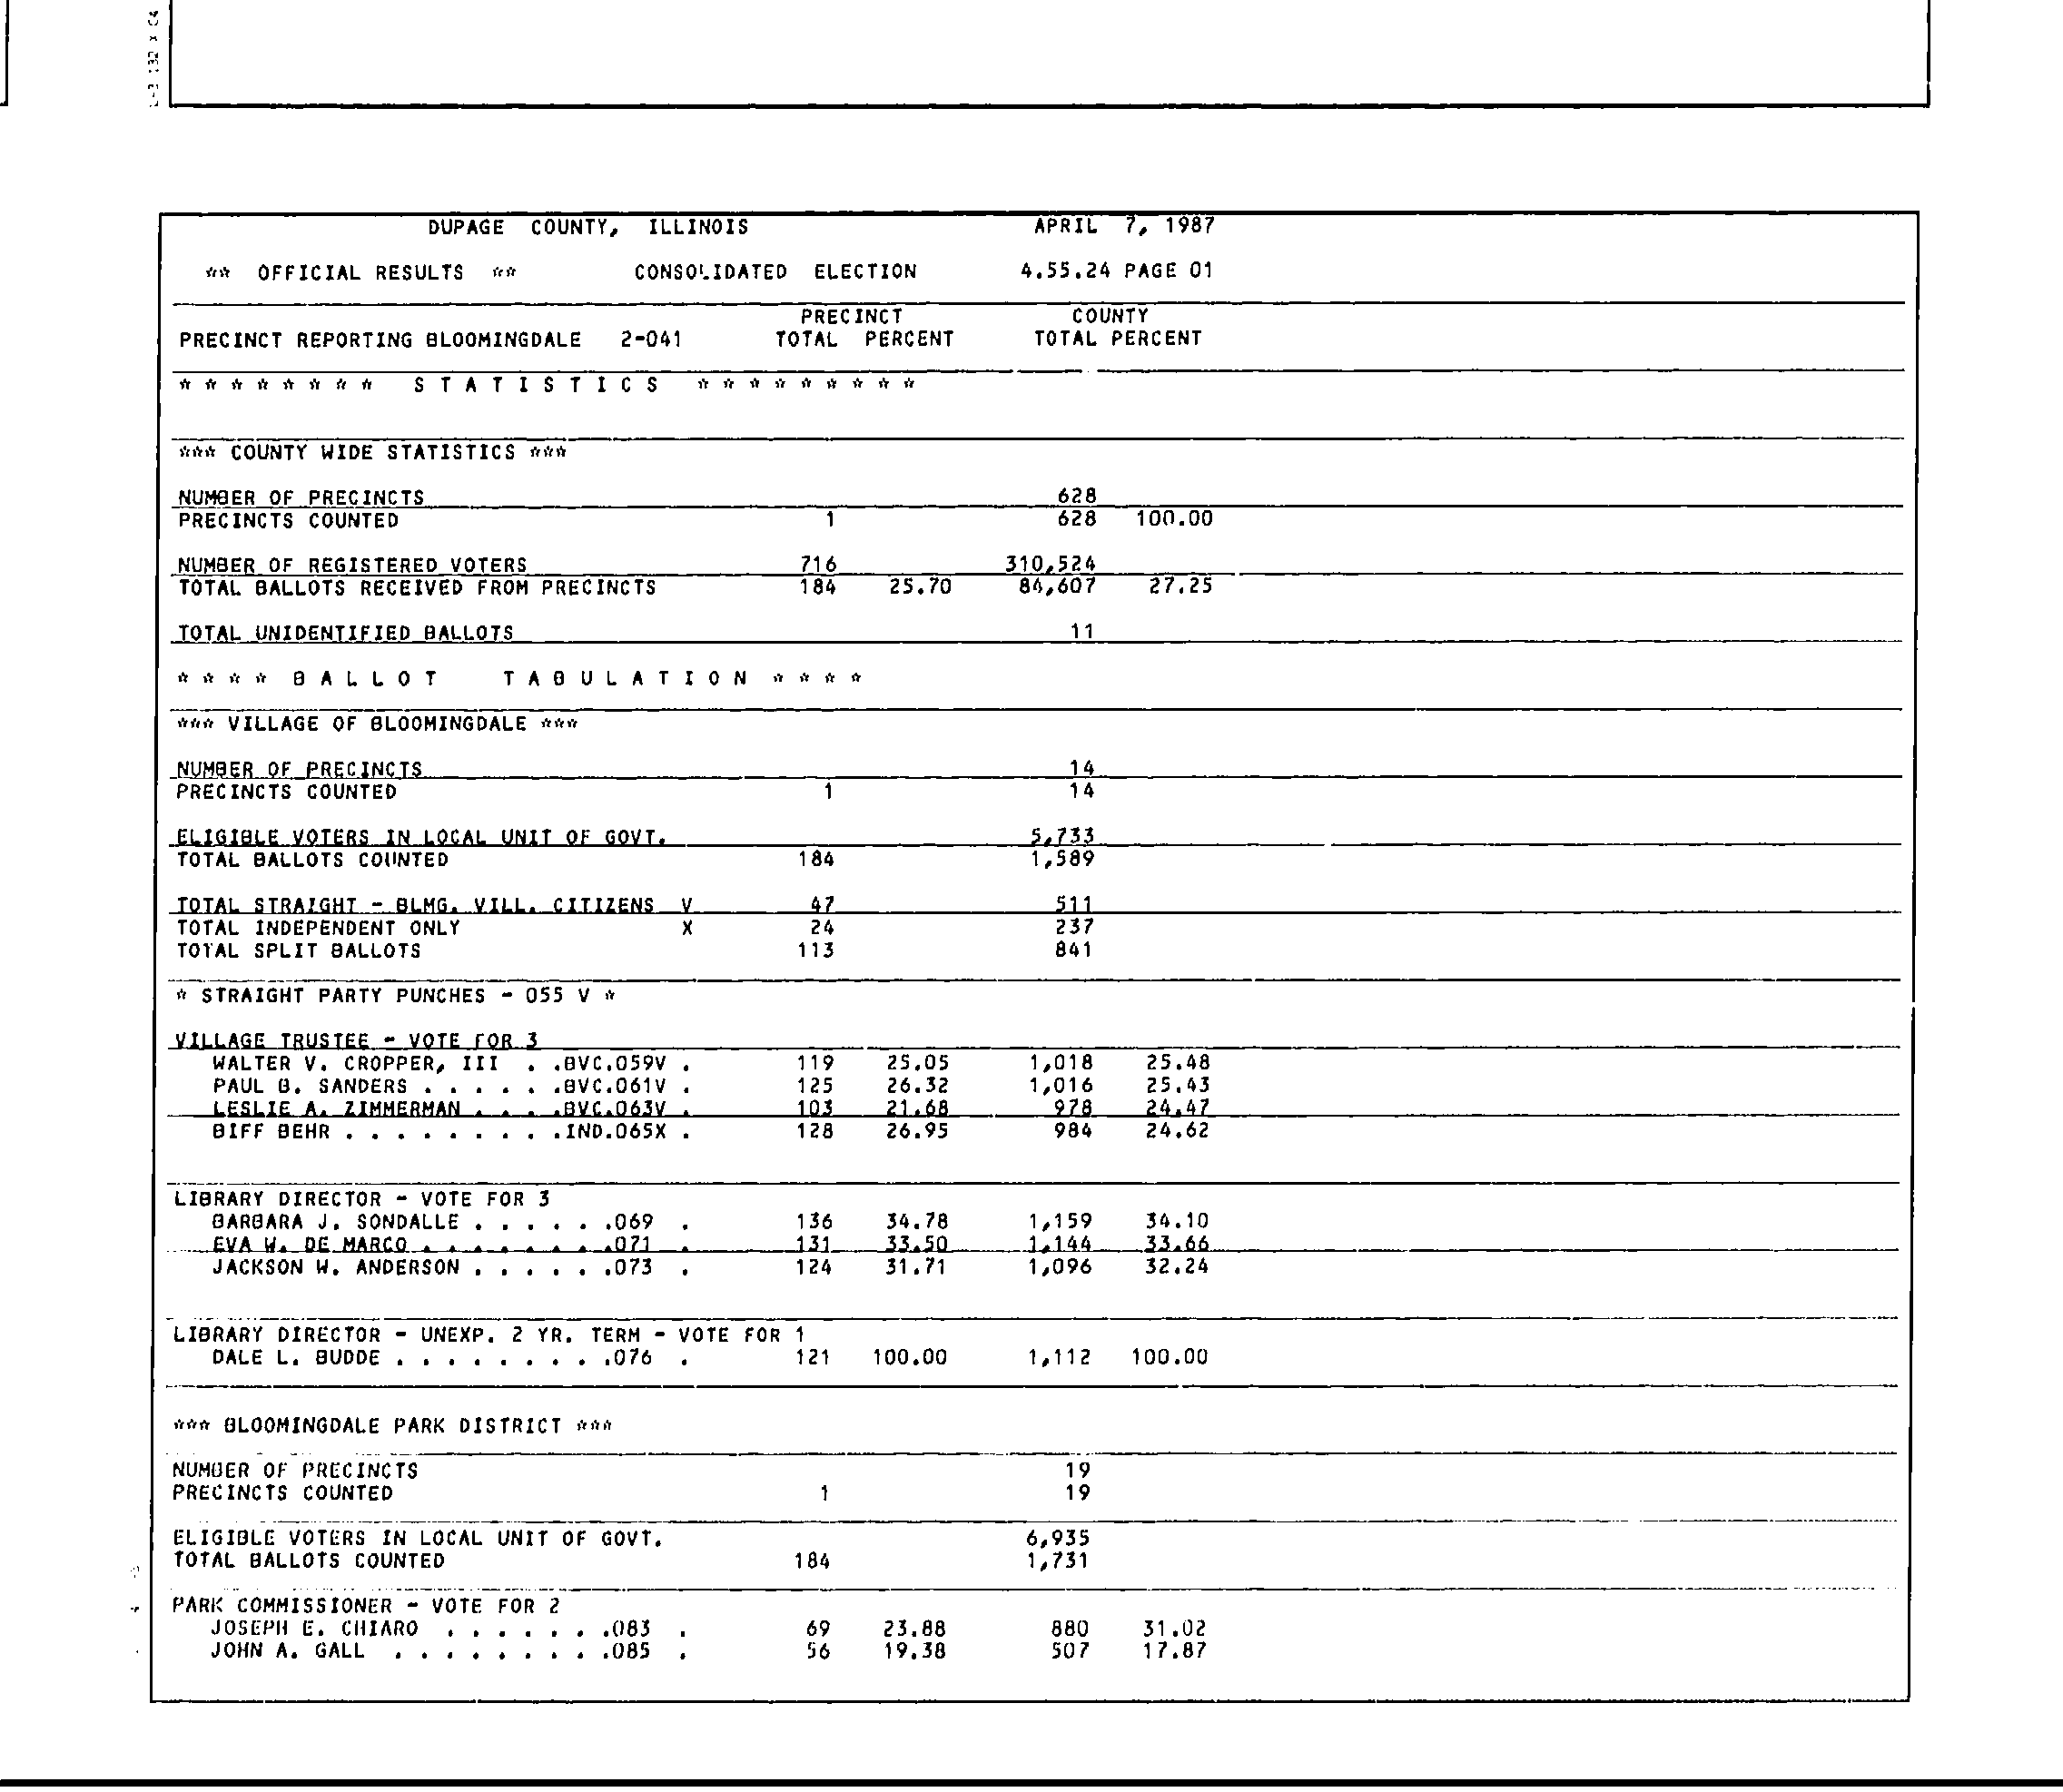 DUPAGE COUNTY, ILLINOIS APRIL 7, 1987
** OFFICIAL RESULTS ** CONSOLIDATED ELECTION 4.55.24 PAGE 01
PRECINCT COUNTY
PRECINCT REPORTING BLOOMINGDALE 2-041 TOTAL PERCENT TOTAL PERCENT
* * * * * * * * S T A T I S T I C S * * * * * * * * *
*** COUNTY WIDE STATISTICS ***
NUMBER OF PRECINCTS 628
PRECINCTS COUNTED 1 628 100.00
NUMBER OF REGISTERED VOTERS 716 310,524
TOTAL BALLOTS RECEIVED FROM PRECINCTS 184 25.70 84,607 27.25
TOTAL UNIDENTIFIED BALLOTS 11
* * * * B A L L O T T A B U L A T I O N * * * *
*** VILLAGE OF BLOOMINGDALE ***
NUMBER OF PRECINCTS 14
PRECINCTS COUNTED 1 14
ELIGIBLE VOTERS IN LOCAL UNIT OF GOVT. 5,733
TOTAL BALLOTS COUNTED 184 1,589
TOTAL STRAIGHT - BLMG. VILL. CITIZENS V 47 511
TOTAL INDEPENDENT ONLY X 24 237
TOTAL SPLIT BALLOTS 113 841
* STRAIGHT PARTY PUNCHES - 055 V *
VILLAGE TRUSTEE - VOTE FOR 3
WALTER V. CROPPER, III . .BVC.059V . 119 25.05 1,018 25.48
PAUL B. SANDERS . . . . . .BVC.061V . 125 26.32 1,016 25.43
LESLIE A. ZIMMERMAN . . . .BVC.063V . 103 21.68 978 24.47
BIFF BEHR . . . . . . . . .IND.065X . 128 26.95 984 24.62
LIBRARY DIRECTOR - VOTE FOR 3
BARBARA J. SONDALLE . . . . . .069 . 136 34.78 1,159 34.10
EVA W. DE MARCO . . . . . . . .071 . 131 33.50 1,144 33.66
JACKSON W. ANDERSON . . . . . .073 . 124 31.71 1,096 32.24
LIBRARY DIRECTOR - UNEXP. 2 YR. TERM - VOTE FOR 1
DALE L. BUDDE . . . . . . . . .076 . 121 100.00 1,112 100.00
*** BLOOMINGDALE PARK DISTRICT ***
NUMBER OF PRECINCTS 19
PRECINCTS COUNTED 1 19
ELIGIBLE VOTERS IN LOCAL UNIT OF GOVT. 6,935
TOTAL BALLOTS COUNTED 184 1,731
PARK COMMISSIONER - VOTE FOR 2
JOSEPH E. CHIARO . . . . . . .083 . 69 23.88 880 31.02
JOHN A. GALL . . . . . . . . .085 . 56 19.38 507 17.87